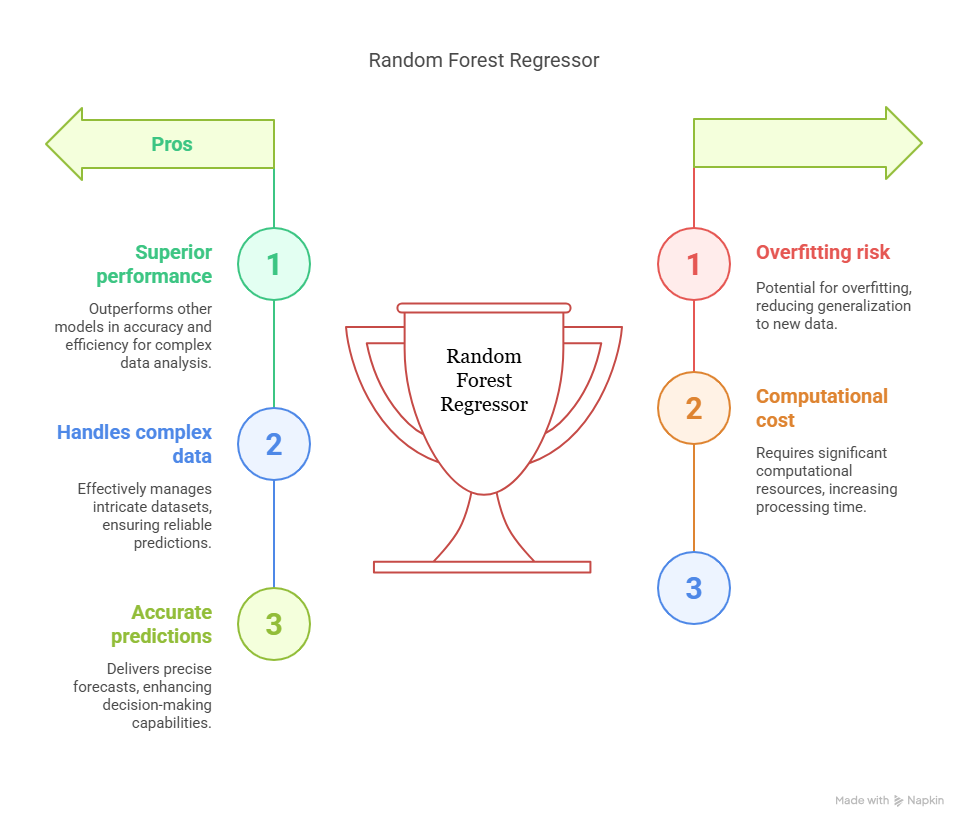 Random Forest Regressor
Pros
1
Superior
performance
Outperforms other
models in accuracy and
efficiency for complex
data analysis.
2
Handles complex
data
Effectively manages
intricate datasets,
ensuring reliable
predictions.
3
Accurate
predictions
Delivers precise
forecasts, enhancing
decision-making
capabilities.
Random
Forest
Regressor
1
Overfitting risk
Potential for overfitting,
reducing generalization
to new data.
2
Computational
cost
Requires significant
computational
resources, increasing
processing time.
3
Made with Napkin